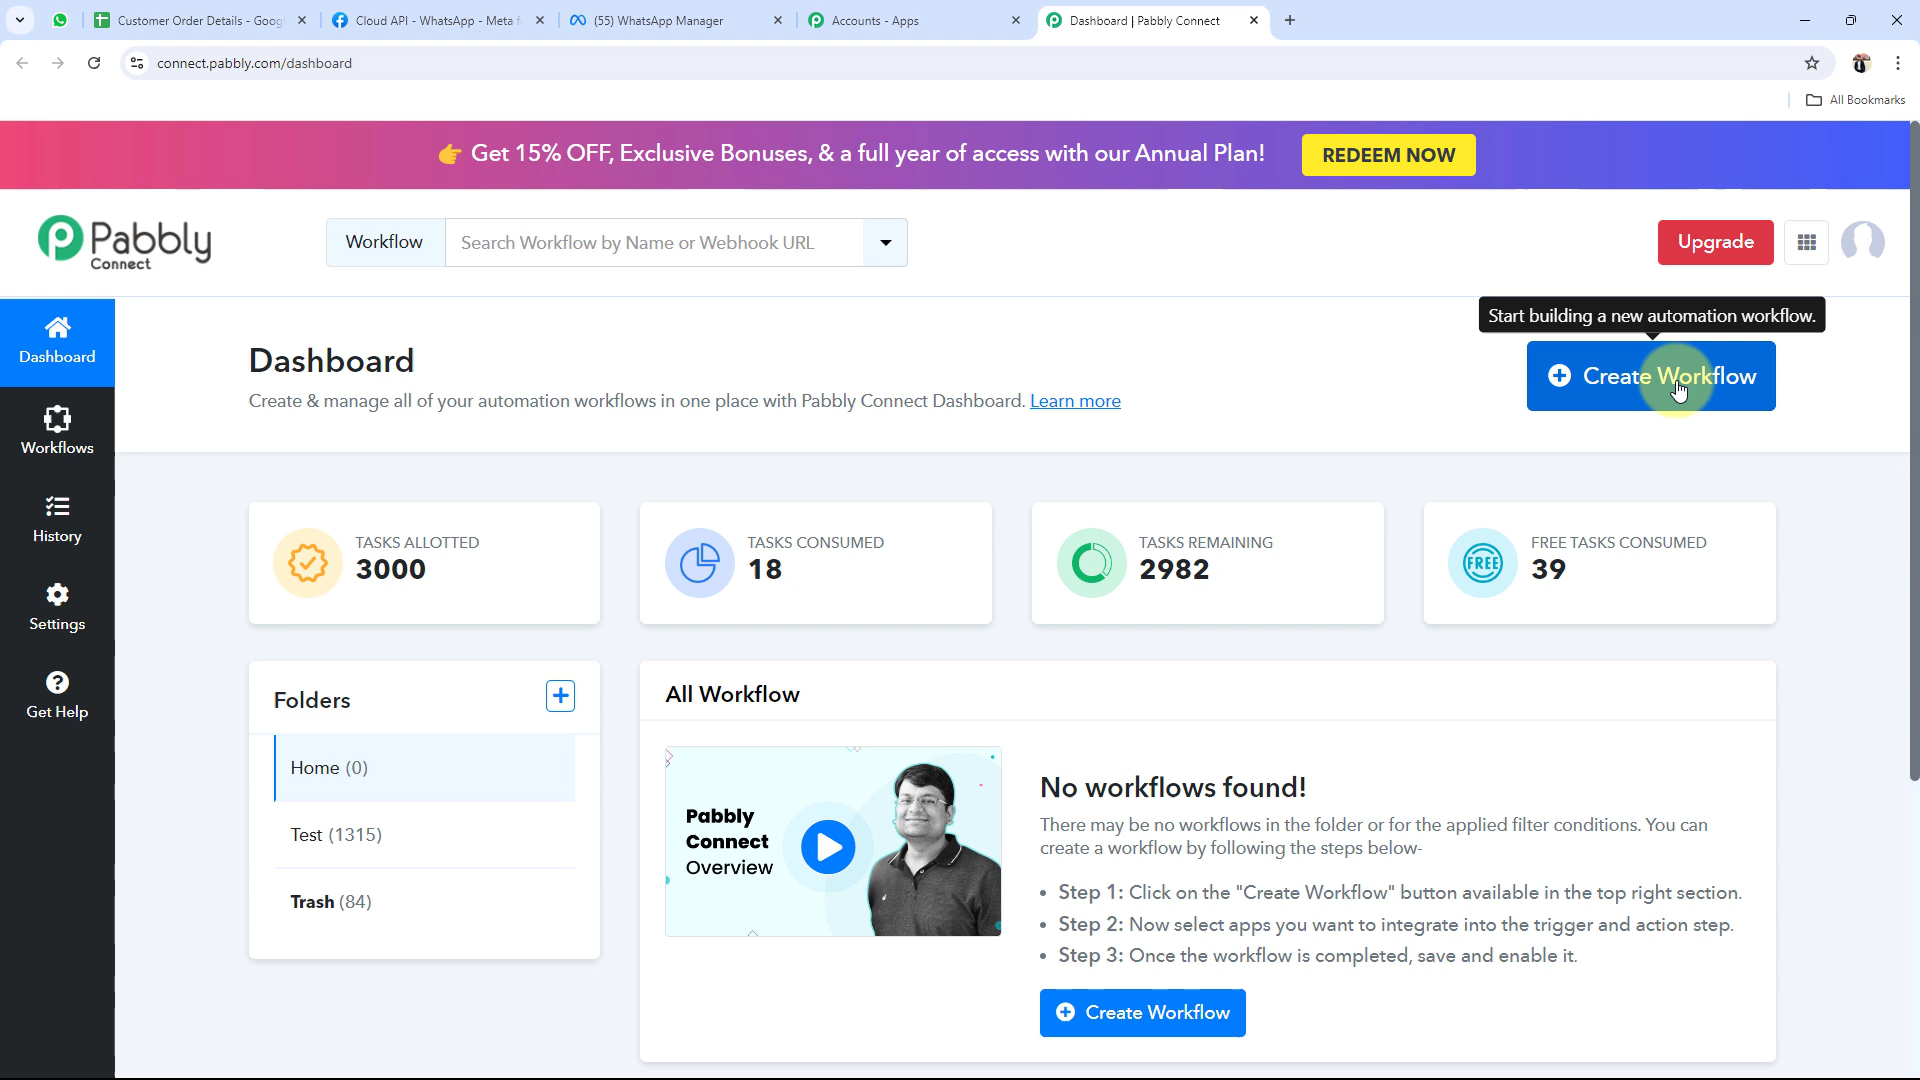 Customer Order Details - Goog
Cloud API - WhatsApp - Meta f
(55) WhatsApp Manager
Accounts - Apps
Dashboard | Pabbly Connect
connect.pabbly.com/dashboard
All Bookmarks
👉 Get 15% OFF, Exclusive Bonuses, & a full year of access with our Annual Plan!
REDEEM NOW
Pabbly
Connect
Workflow
Search Workflow by Name or Webhook URL
Upgrade
Start building a new automation workflow.
Dashboard
Workflows
History
Settings
Get Help
Dashboard
Create & manage all of your automation workflows in one place with Pabbly Connect Dashboard. Learn more
Create Workflow
TASKS ALLOTTED
3000
TASKS CONSUMED
18
TASKS REMAINING
2982
FREE
FREE TASKS CONSUMED
39
Folders
Home (0)
Test (1315)
Trash (84)
All Workflow
Pabbly
Connect
Overview
No workflows found!
There may be no workflows in the folder or for the applied filter conditions. You can
create a workflow by following the steps below-
• Step 1: Click on the "Create Workflow" button available in the top right section.
• Step 2: Now select apps you want to integrate into the trigger and action step.
• Step 3: Once the workflow is completed, save and enable it.
Create Workflow